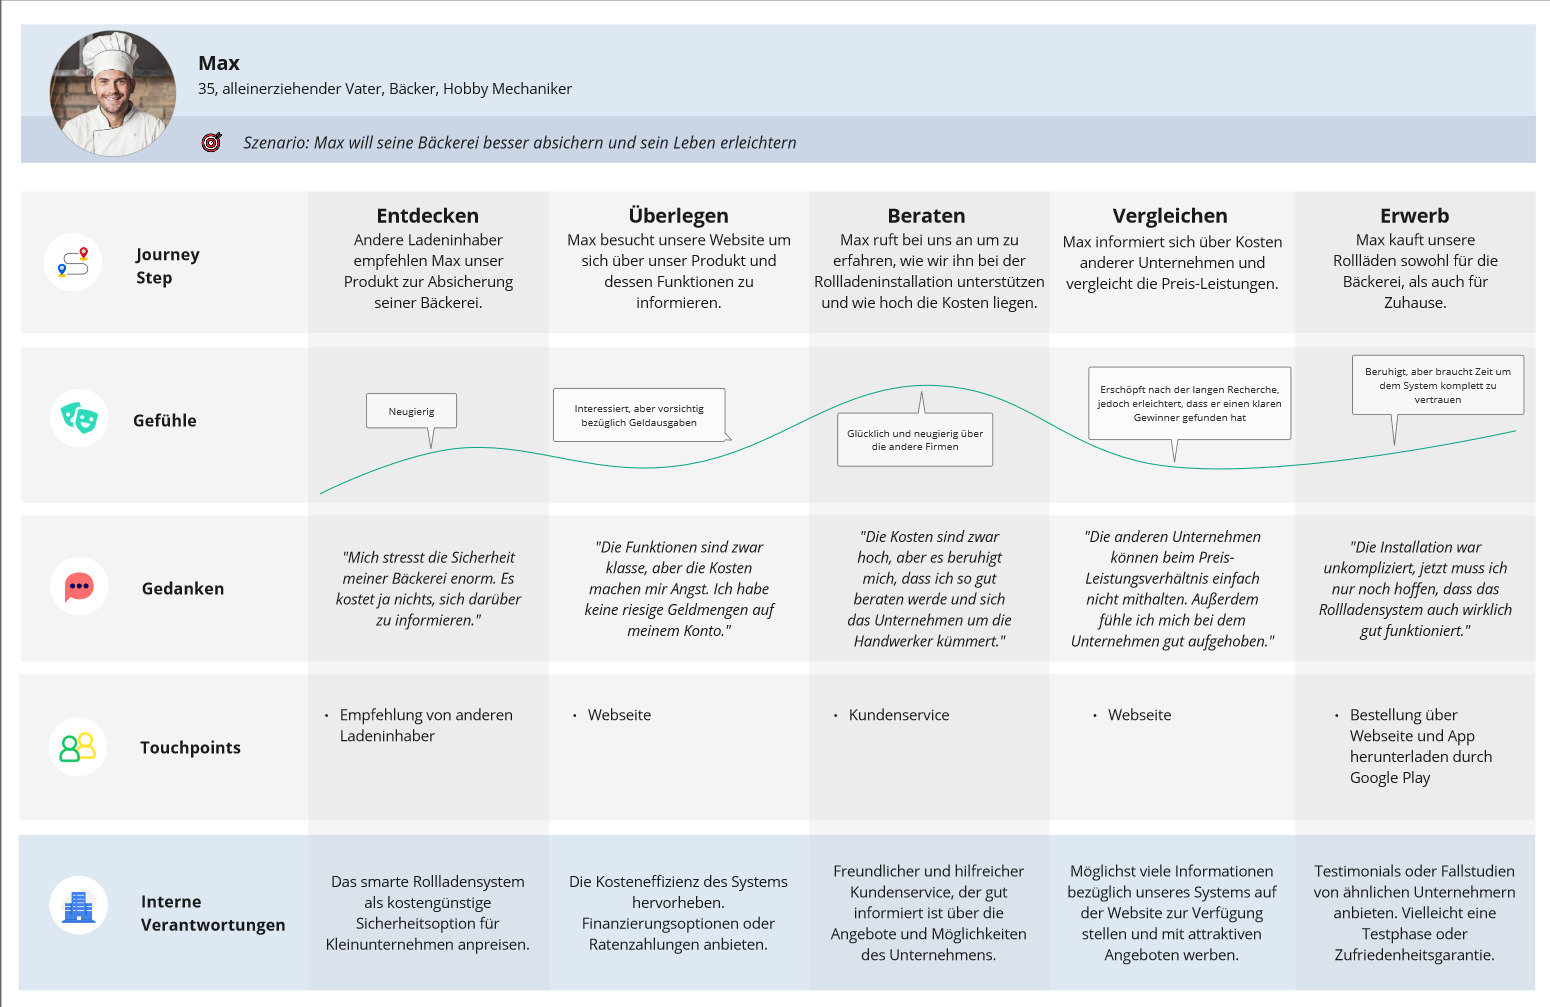 Max
35, alleinerziehender Vater, Bäcker, Hobby Mechaniker
Szenario: Max will seine Bäckerei besser absichern und sein Leben erleichtern
Journey
Step
Entdecken
Andere Ladeninhaber
empfehlen Max unser
Produkt zur Absicherung
seiner Bäckerei.
Überlegen
Max besucht unsere Website um
sich über unser Produkt und
dessen Funktionen zu
informieren.
Beraten
Max ruft bei uns an um zu
erfahren, wie wir ihn bei der
Rollladeninstallation unterstützen
und wie hoch die Kosten liegen.
Vergleichen
Max informiert sich über Kosten
anderer Unternehmen und
vergleicht die Preis-Leistungen.
Erwerb
Max kauft unsere
Rollläden sowohl für die
Bäckerei, als auch für
Zuhause.
Gefühle
Neugierig
Interessiert, aber vorsichtig
bezüglich Geldausgaben
Glücklich und neugierig über
die andere Firmen
Erschöpft nach der langen Recherche,
jedoch erleichtert, dass er einen klaren
Gewinner gefunden hat
Beruhigt, aber braucht Zeit um
dem System komplett zu
vertrauen
Gedanken
"Mich stresst die Sicherheit
meiner Bäckerei enorm. Es
kostet ja nichts, sich darüber
zu informieren."
"Die Funktionen sind zwar
klasse, aber die Kosten
machen mir Angst. Ich habe
keine riesige Geldmengen auf
meinem Konto."
"Die Kosten sind zwar
hoch, aber es beruhigt
mich, dass ich so gut
beraten werde und sich
das Unternehmen um die
Handwerker kümmert."
"Die anderen Unternehmen
können beim Preis-
Leistungsverhältnis einfach
nicht mithalten. Außerdem
fühle ich mich bei dem
Unternehmen gut aufgehoben."
"Die Installation war
unkompliziert, jetzt muss ich
nur noch hoffen, dass das
Rollladensystem auch wirklich
gut funktioniert."
Touchpoints
• Empfehlung von anderen
Ladeninhaber
• Webseite
• Kundenservice
• Webseite
• Bestellung über
Webseite und App
herunterladen durch
Google Play
Interne
Verantwortungen
Das smarte Rollladensystem
als kostengünstige
Sicherheitsoption für
Kleinunternehmen anpreisen.
Die Kosteneffizienz des Systems
hervorheben.
Finanzierungsoptionen oder
Ratenzahlungen anbieten.
Freundlicher und hilfreicher
Kundenservice, der gut
informiert ist über die
Angebote und Möglichkeiten
des Unternehmens.
Möglichst viele Informationen
bezüglich unseres Systems auf
der Website zur Verfügung
stellen und mit attraktiven
Angeboten werben.
Testimonials oder Fallstudien
von ähnlichen Unternehmern
anbieten. Vielleicht eine
Testphase oder
Zufriedenheitsgarantie.